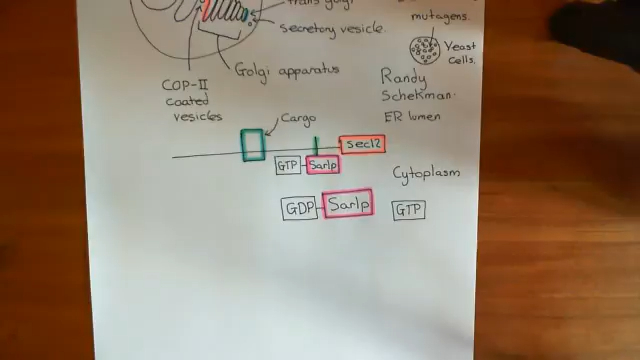 trans golgi
secretory vesicle.
Golgi apparatus
COP-II
coated
vesicles
mutagens.
Yeast
cells.
Randy
Schekman.
ER lumen
Cargo
sec12
GTP
Sar1p
Cytoplasm
GDP
Sar1p
GTP